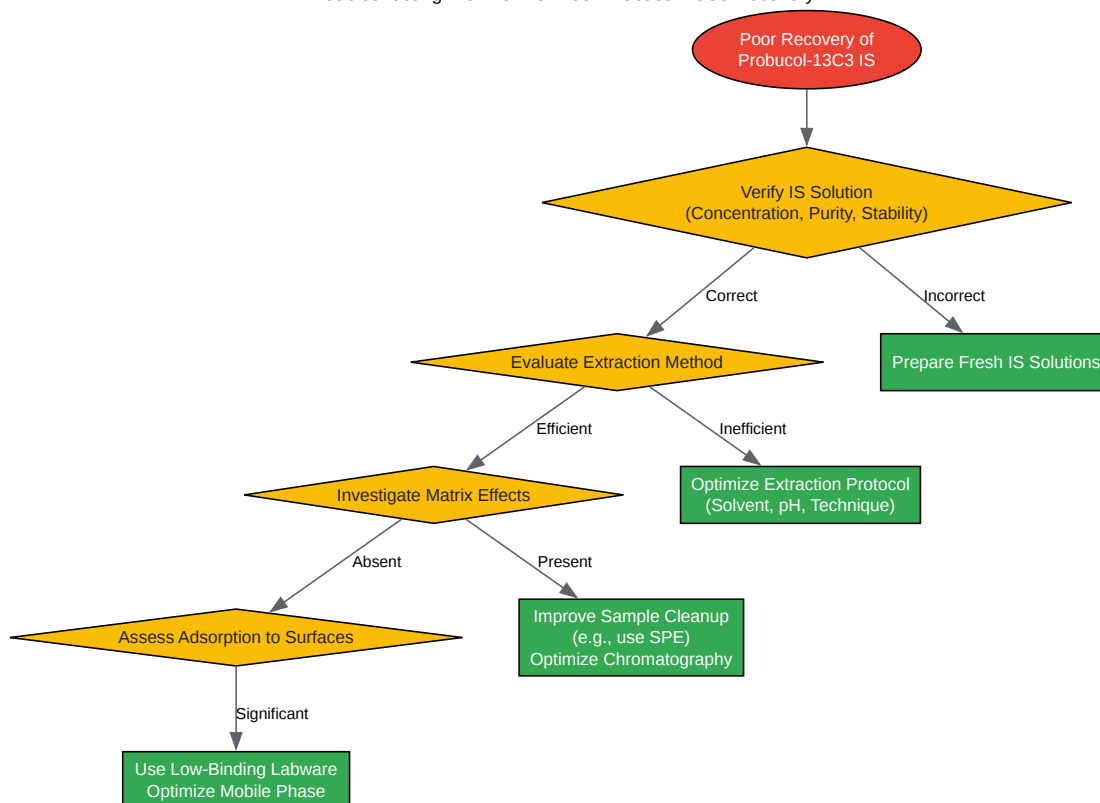 Poor Recovery of
Probucol-13C3 IS
Verify IS Solution
(Concentration, Purity, Stability)
Correct
Incorrect
Evaluate Extraction Method
Prepare Fresh IS Solutions
Efficient
Inefficient
Investigate Matrix Effects
Optimize Extraction Protocol
(Solvent, pH, Technique)
Absent
Present
Assess Adsorption to Surfaces
Improve Sample Cleanup
(e.g., use SPE)
Optimize Chromatography
Significant
Use Low-Binding Labware
Optimize Mobile Phase